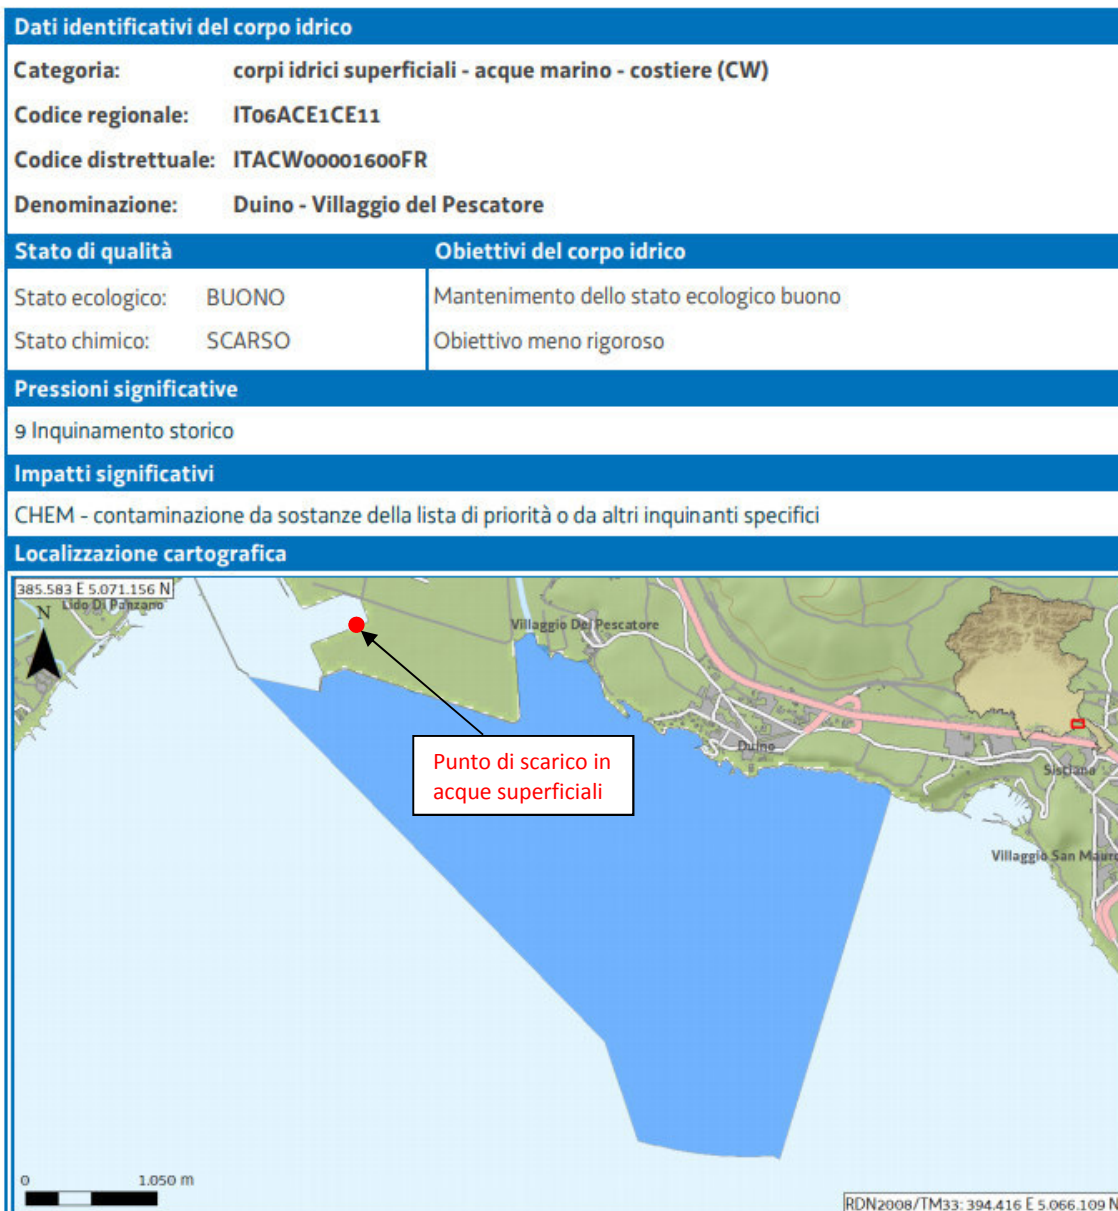 Dati identificativi del corpo idrico
Categoria: corpi idrici superficiali - acque marino - costiere (CW)
Codice regionale: IT06ACE1CE11
Codice distrettuale: ITACW00001600FR
Denominazione: Duino - Villaggio del Pescatore
Stato di qualità Obiettivi del corpo idrico
Stato ecologico: BUONO Mantenimento dello stato ecologico buono
Stato chimico: SCARSO Obiettivo meno rigoroso
Pressioni significative
9 Inquinamento storico
Impatti significativi
CHEM - contaminazione da sostanze della lista di priorità o da altri inquinanti specifici
Localizzazione cartografica
385.583 E 5.071.156 N
N
Lido Di Panzano
Villaggio Del Pescatore
Duino
Punto di scarico in
acque superficiali
Sistiana
Villaggio San Mauro
0 1.050 m
RDN2008/TM33: 394.416 E 5.066.109 N